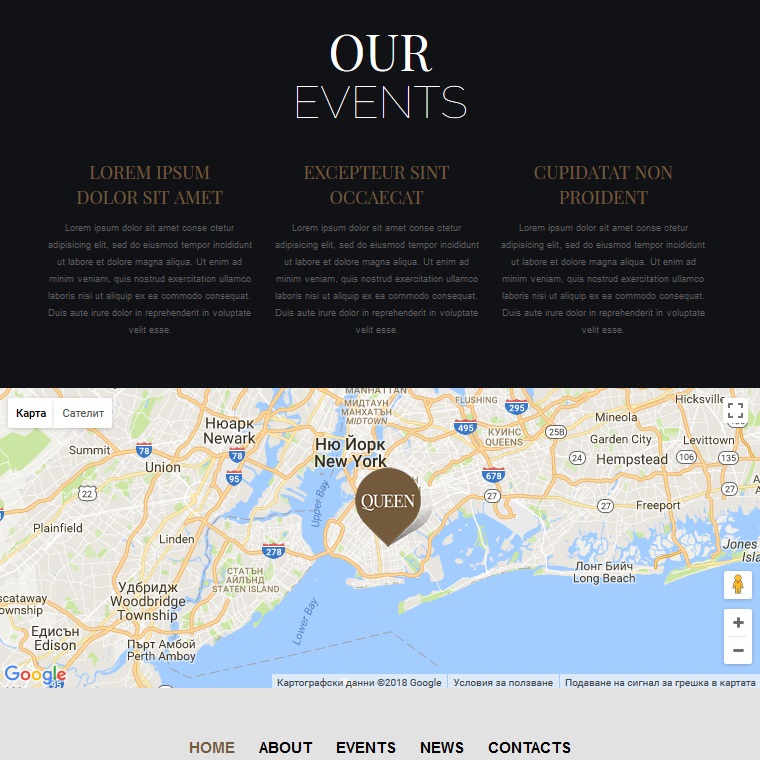 OUR
EVENTS
LOREM IPSUM
DOLOR SIT AMET
Lorem ipsum dolor sit amet conse ctetur
adipisicing elit, sed do eiusmod tempor incididunt
ut labore et dolore magna aliqua. Ut enim ad
minim veniam, quis nostrud exercitation ullamco
laboris nisi ut aliquip ex ea commodo consequat.
Duis aute irure dolor in reprehenderit in voluptate
velit esse.
EXCEPTEUR SINT
OCCAECAT
Lorem ipsum dolor sit amet conse ctetur
adipisicing elit, sed do eiusmod tempor incididunt
ut labore et dolore magna aliqua. Ut enim ad
minim veniam, quis nostrud exercitation ullamco
laboris nisi ut aliquip ex ea commodo consequat.
Duis aute irure dolor in reprehenderit in voluptate
velit esse.
CUPIDATAT NON
PROIDENT
Lorem ipsum dolor sit amet conse ctetur
adipisicing elit, sed do eiusmod tempor incididunt
ut labore et dolore magna aliqua. Ut enim ad
minim veniam, quis nostrud exercitation ullamco
laboris nisi ut aliquip ex ea commodo consequat.
Duis aute irure dolor in reprehenderit in voluptate
velit esse.
Карта Сателит
MANHATTAN
МИДТАУН
МАНХАТЪН
MIDTOWN
FLUSHING
295
Hicksville
Нюарк
Newark
495
КУИНС
QUEENS
25B
Mineola
Garden City
Levittown
Summit
78
78
Ню Йорк
New York
24
Hempstead
106
135
Union
95
678
22
27
27
27
QUEEN
Freeport
Upper Bay
Plainfield
Linden
278
Jones
СТАТЪН
АЙЛЪНД
STATEN ISLAND
Лонг Бийч
Long Beach
Удбридж
Woodbridge
Township
Lower Bay
Едисън
Edison
Пърт Амбой
Perth Amboy
+
−
Google
95
Картографски данни ©2018 Google Условия за ползване Подаване на сигнал за грешка в картата
HOME ABOUT EVENTS NEWS CONTACTS